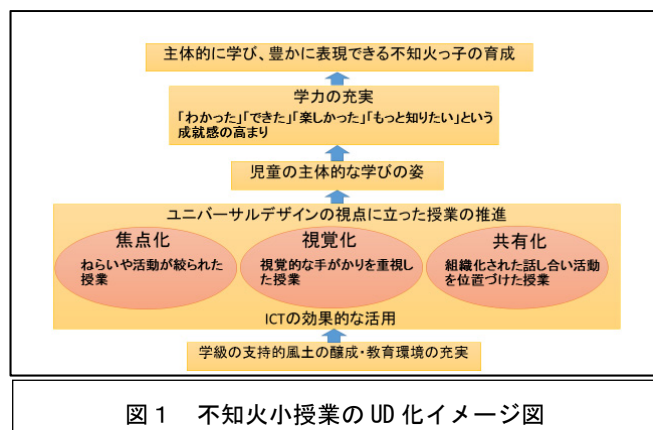 主体的に学び、豊かに表現できる不知火っ子の育成
学力の充実
「わかった」「できた」「楽しかった」「もっと知りたい」という
成就感の高まり
児童の主体的な学びの姿
ユニバーサルデザインの視点に立った授業の推進
焦点化
ねらいや活動が絞られた
授業
視覚化
視覚的な手がかりを重視し
た授業
共有化
組織化された話し合い活動
を位置づけた授業
ICTの効果的な活用
学級の支持的風土の醸成・教育環境の充実
図1 不知火小授業のUD化イメージ図